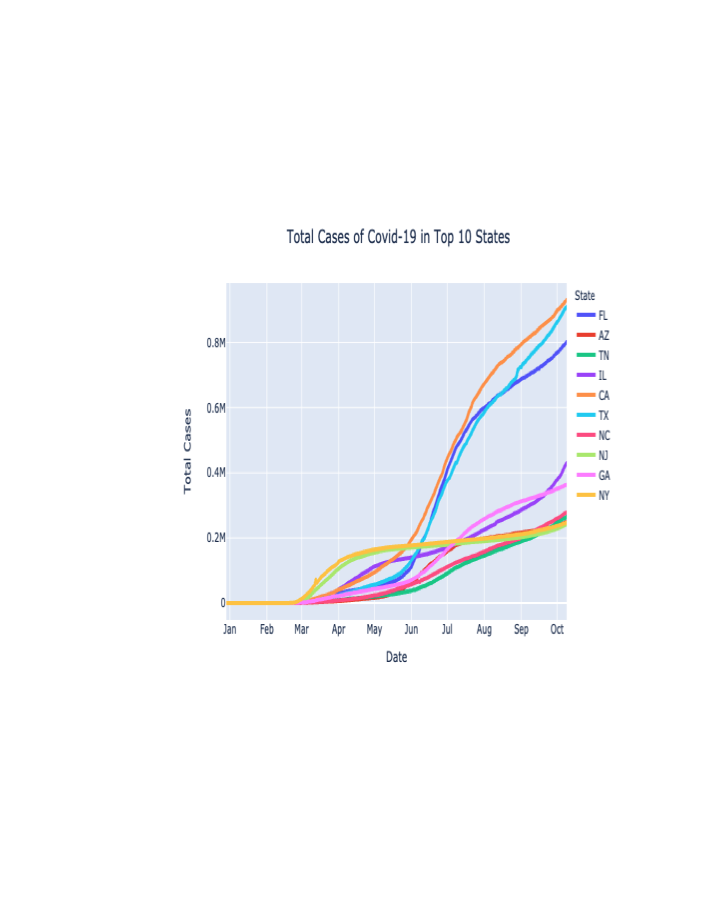 Total Cases of Covid-19 in Top 10 States
State
FL
AZ
TN
IL
CA
TX
NC
NJ
GA
NY
Total Cases
0.8M
0.6M
0.4M
0.2M
0
Jan Feb Mar Apr May Jun Jul Aug Sep Oct
Date